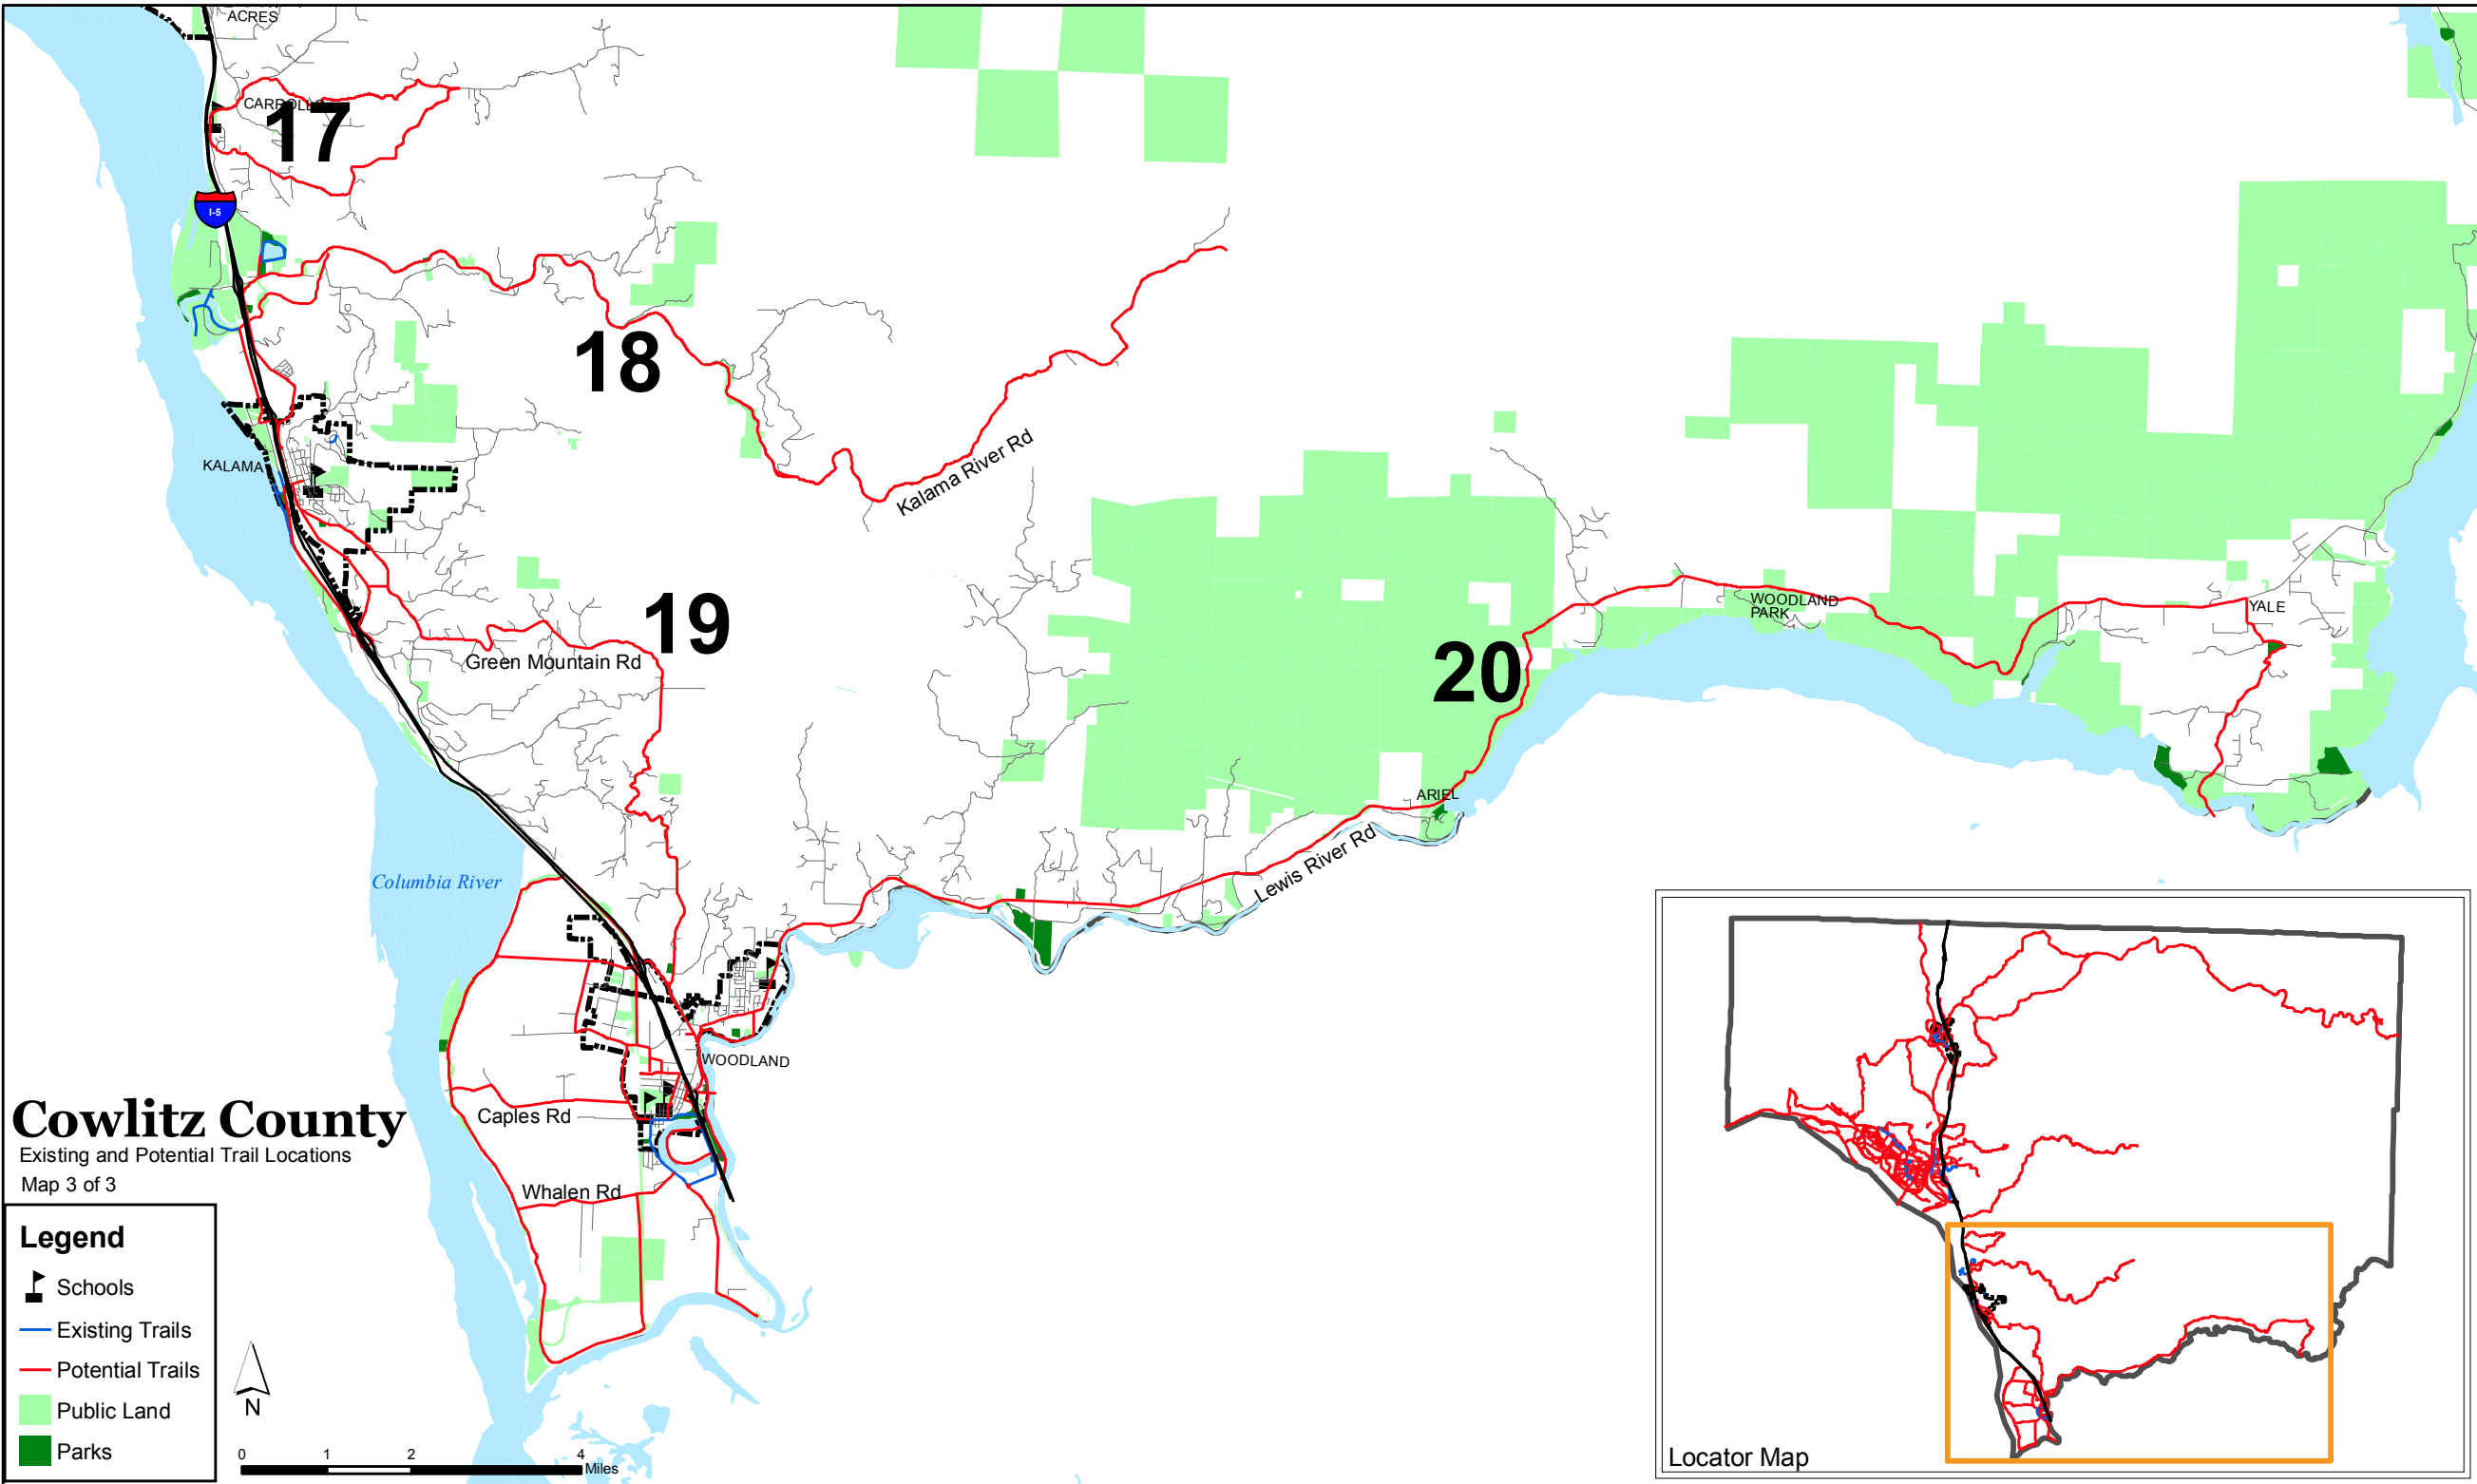 ACRES
CARROLLS
17
I-5
18
Kalama River Rd
KALAMA
19
Green Mountain Rd
WOODLAND
PARK
YALE
20
ARIEL
Lewis River Rd
Columbia River
WOODLAND
Caples Rd
Whalen Rd
Cowlitz County
Existing and Potential Trail Locations
Map 3 of 3
Legend
Schools
Existing Trails
Potential Trails
Public Land
Parks
N
0 1 2 4
Miles
Locator Map